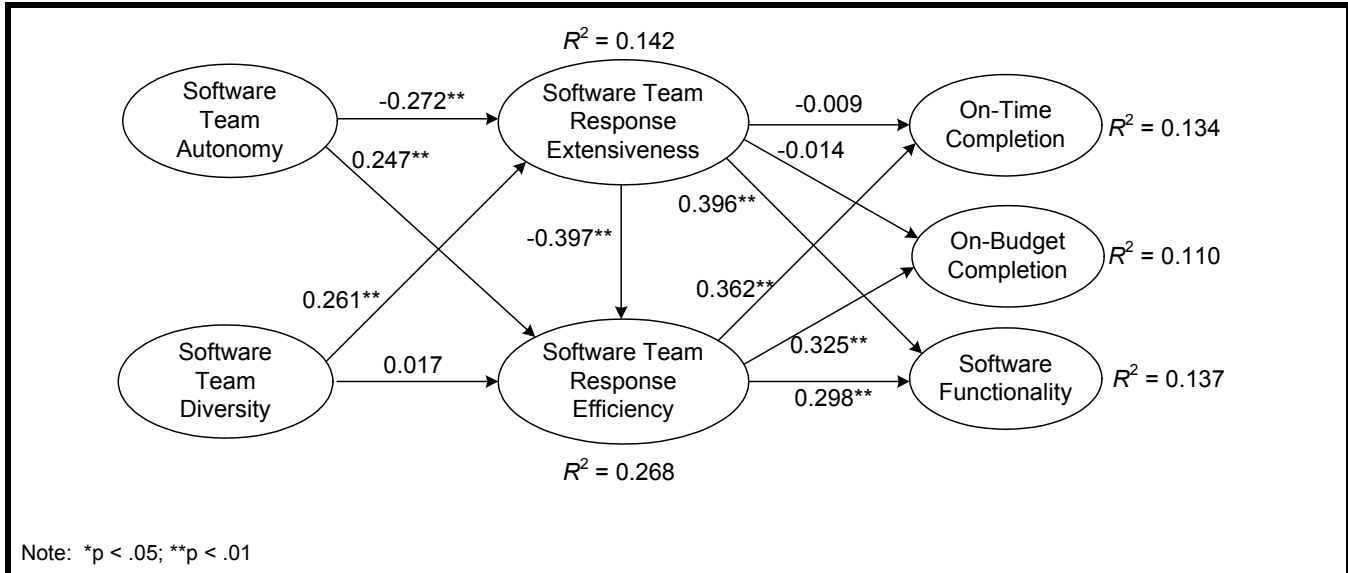 R² = 0.142
Software
Team
Autonomy
-0.272**
Software Team
Response
Extensiveness
-0.009
On-Time
Completion
R² = 0.134
0.247**
-0.014
0.396**
-0.397**
On-Budget
Completion
R² = 0.110
0.261**
0.362**
Software
Team
Diversity
0.017
Software Team
Response
Efficiency
0.325**
0.298**
Software
Functionality
R² = 0.137
R² = 0.268
Note: *p < .05; **p < .01